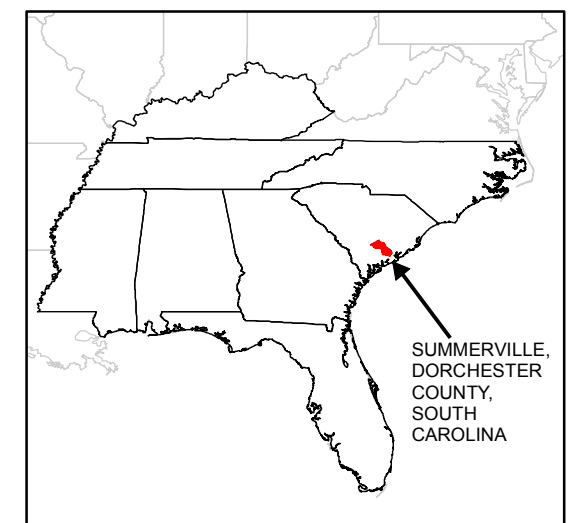 SUMMERVILLE,
DORCHESTER
COUNTY,
SOUTH
CAROLINA